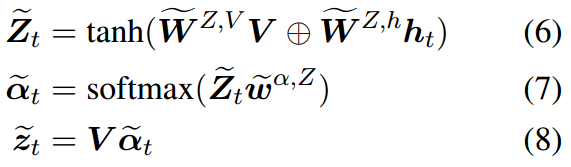 Z̃_t = tanh(W̃^{Z,V} V ⊕ W̃^{Z,h} h_t) (6)
α̃_t = softmax(Z̃_t w̃^{α,Z}) (7)
z̃_t = V α̃_t (8)